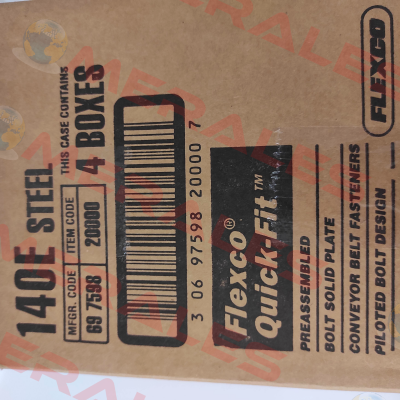 140E STEEL
MFGR. CODE ITEM CODE
69 7598 20000
THIS CASE CONTAINS
4 BOXES
3 06 97598 20000 7
Flexco®
Quick-Fit™
PREASSEMBLED
BOLT SOLID PLATE
CONVEYOR BELT FASTENERS
PILOTED BOLT DESIGN
FLEXCO